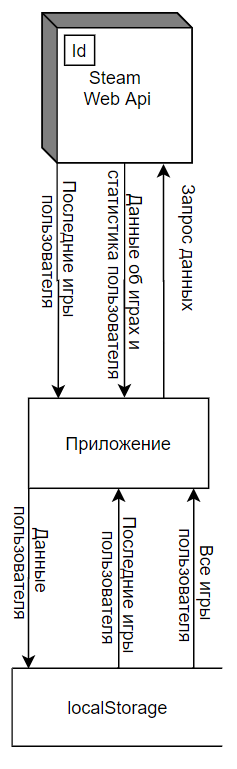 Id
Steam
Web Api
Последние игры
пользователя
Данные об играх и
статистика пользователя
Запрос данных
Приложение
Данные
пользователя
Последние игры
пользователя
Все игры
пользователя
localStorage